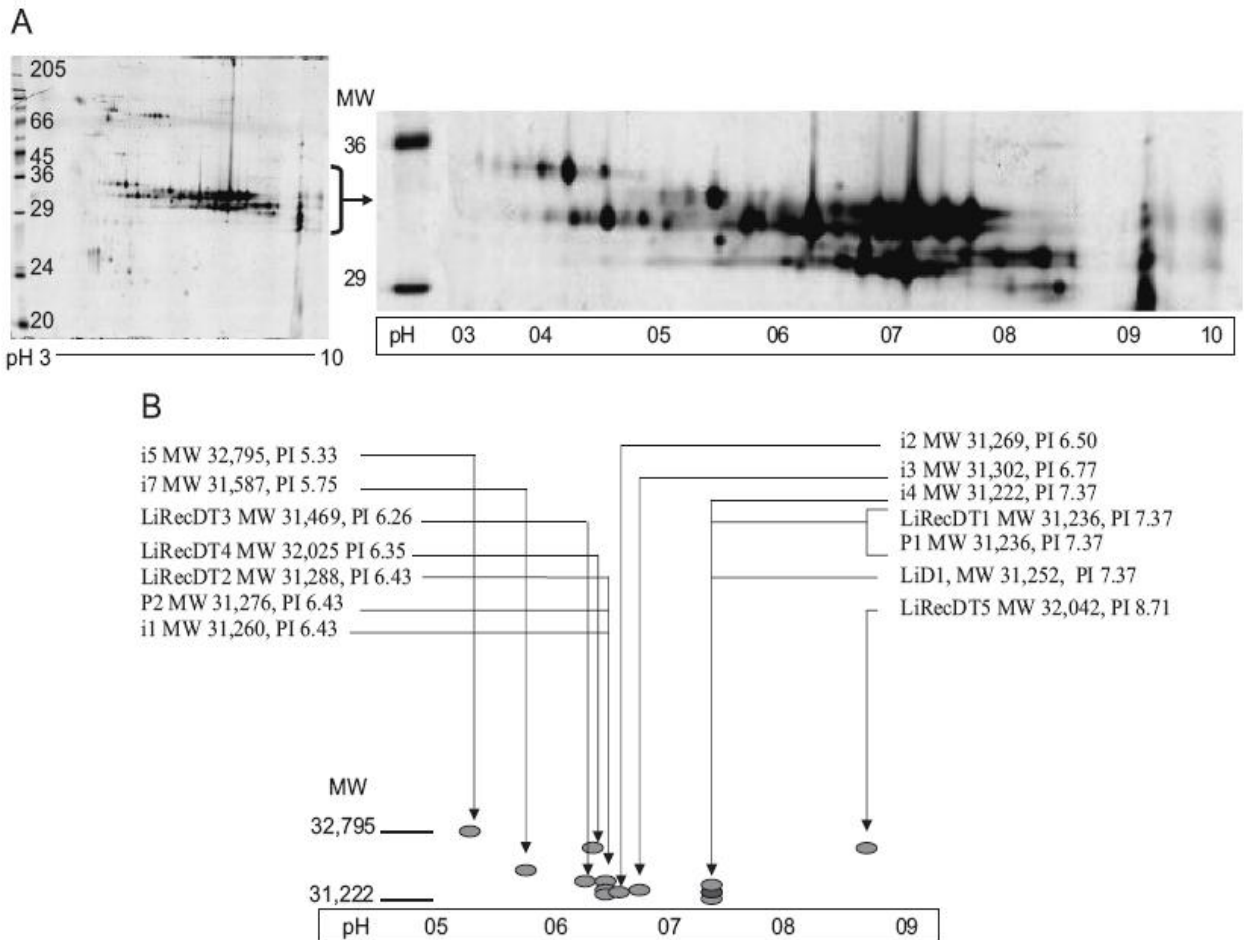 A
205
66
45
36
29
24
20
pH 3
10
MW
36
29
pH 03 04 05 06 07 08 09 10
B
i5 MW 32,795, PI 5.33
i7 MW 31,587, PI 5.75
LiRecDT3 MW 31,469, PI 6.26
LiRecDT4 MW 32,025 PI 6.35
LiRecDT2 MW 31,288, PI 6.43
P2 MW 31,276, PI 6.43
i1 MW 31,260, PI 6.43
i2 MW 31,269, PI 6.50
i3 MW 31,302, PI 6.77
i4 MW 31,222, PI 7.37
LiRecDT1 MW 31,236, PI 7.37
P1 MW 31,236, PI 7.37
LiD1, MW 31,252, PI 7.37
LiRecDT5 MW 32,042, PI 8.71
MW
32,795
31,222
pH 05 06 07 08 09